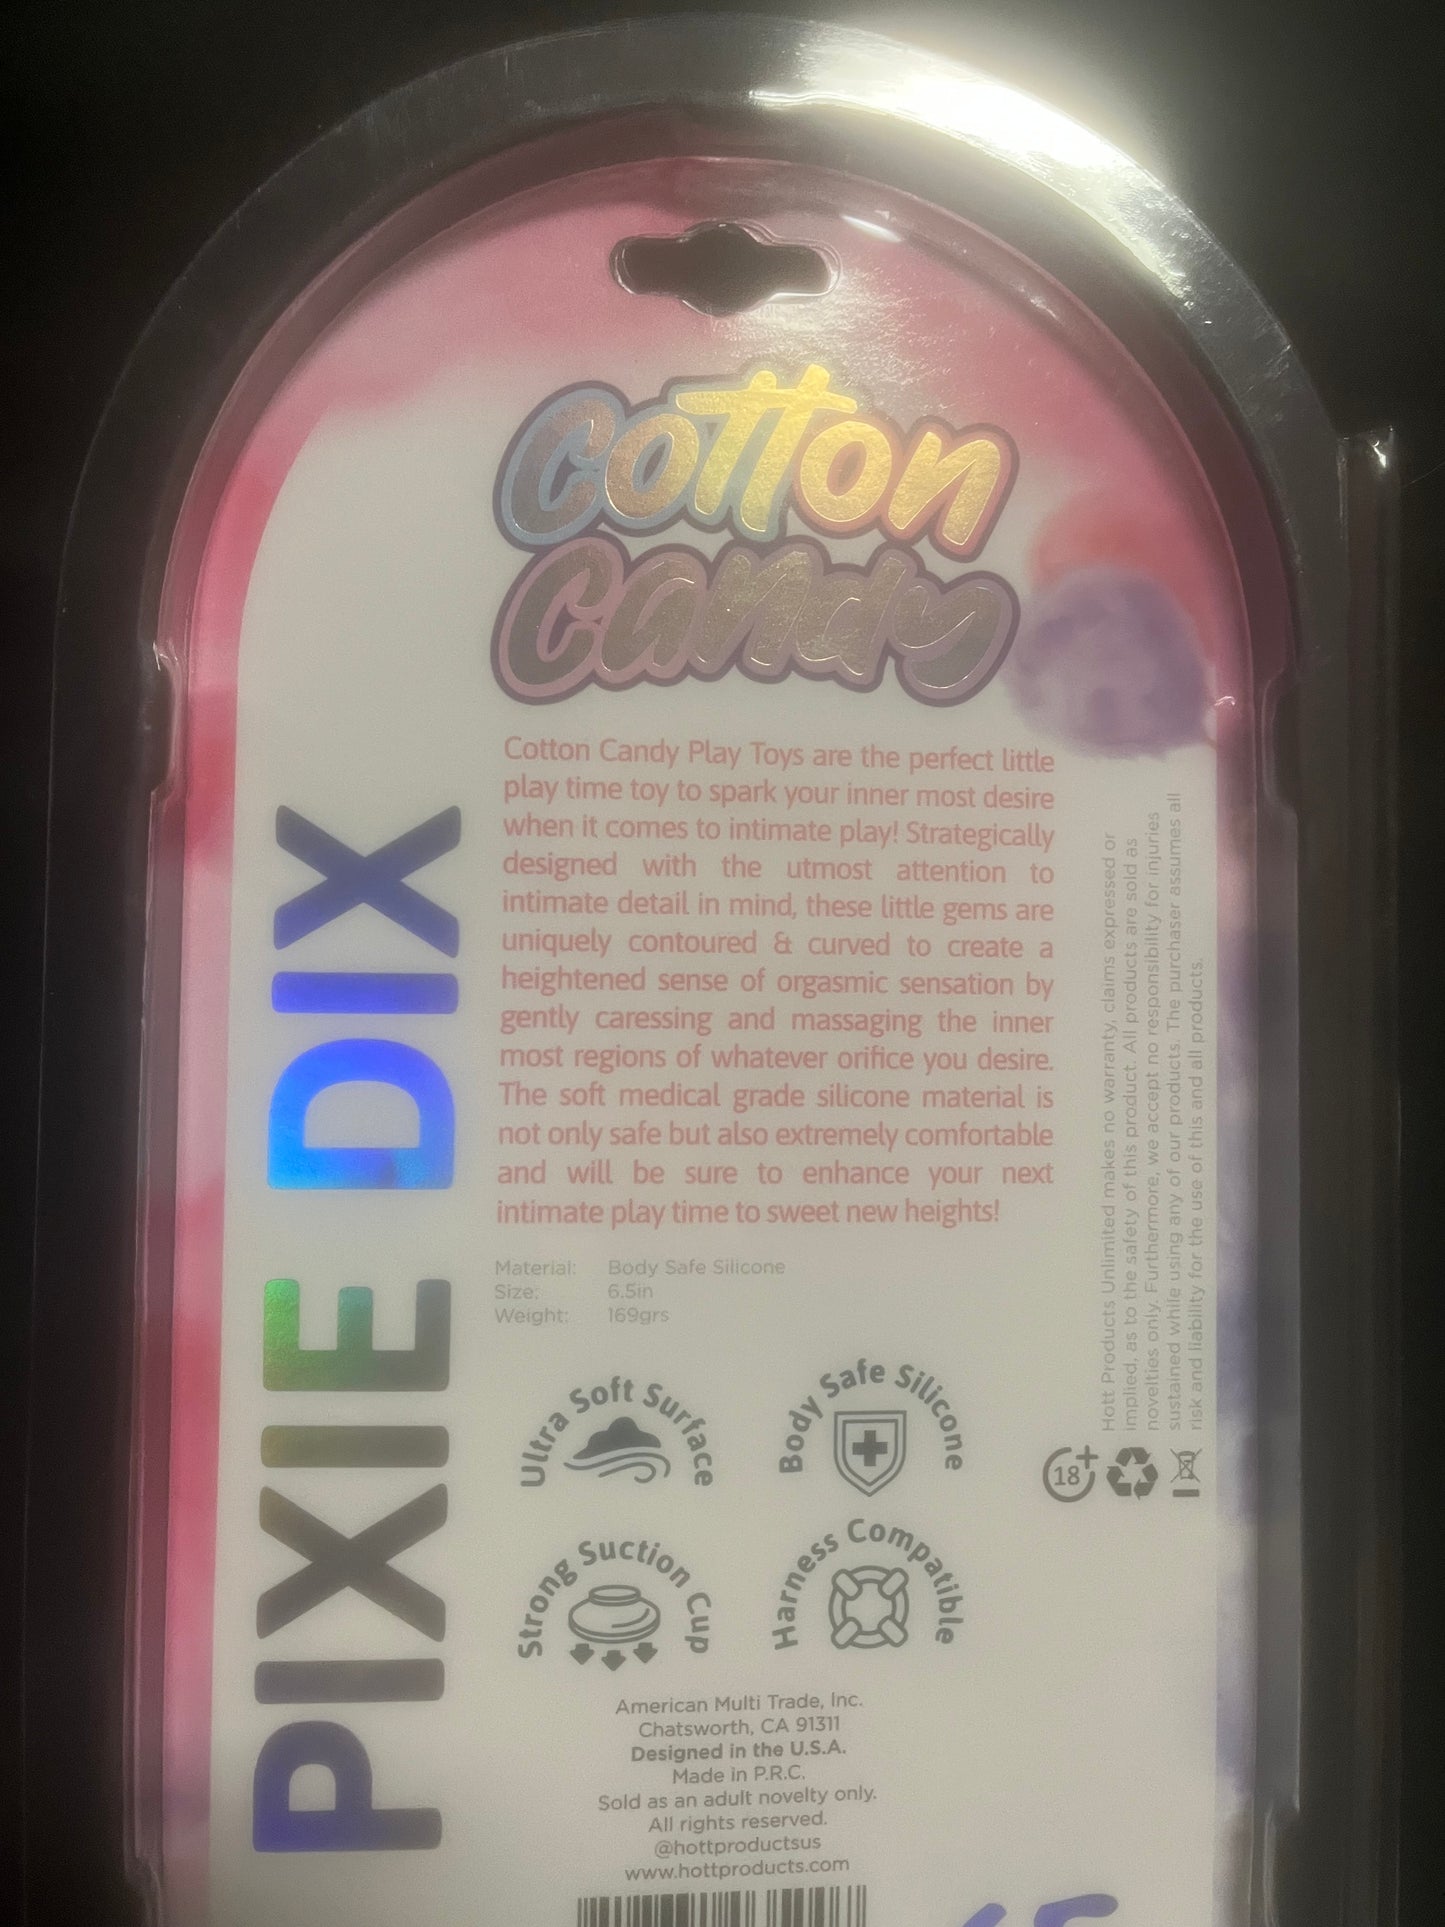 Cotton
Candy
PIXIE DIX
Cotton Candy Play Toys are the perfect little
play time toy to spark your inner most desire
when it comes to intimate play! Strategically
designed with the utmost attention to
intimate detail in mind, these little gems are
uniquely contoured & curved to create a
heightened sense of orgasmic sensation by
gently caressing and massaging the inner
most regions of whatever orifice you desire.
The soft medical grade silicone material is
not only safe but also extremely comfortable
and will be sure to enhance your next
intimate play time to sweet new heights!
Material: Body Safe Silicone
Size: 6.5in
Weight: 169grs
Ultra Soft Surface
Body Safe Silicone
Strong Suction Cup
Harness Compatible
Hott Products Unlimited makes no warranty, claims expressed or
implied, as to the safety of this product. All products are sold as
novelties only. Furthermore, we accept no responsibility for injuries
sustained while using any of our products. The purchaser assumes all
risk and liability for the use of this and all products.
18+
American Multi Trade, Inc.
Chatsworth, CA 91311
Designed in the U.S.A.
Made in P.R.C.
Sold as an adult novelty only.
All rights reserved.
@hottproductsus
www.hottproducts.com